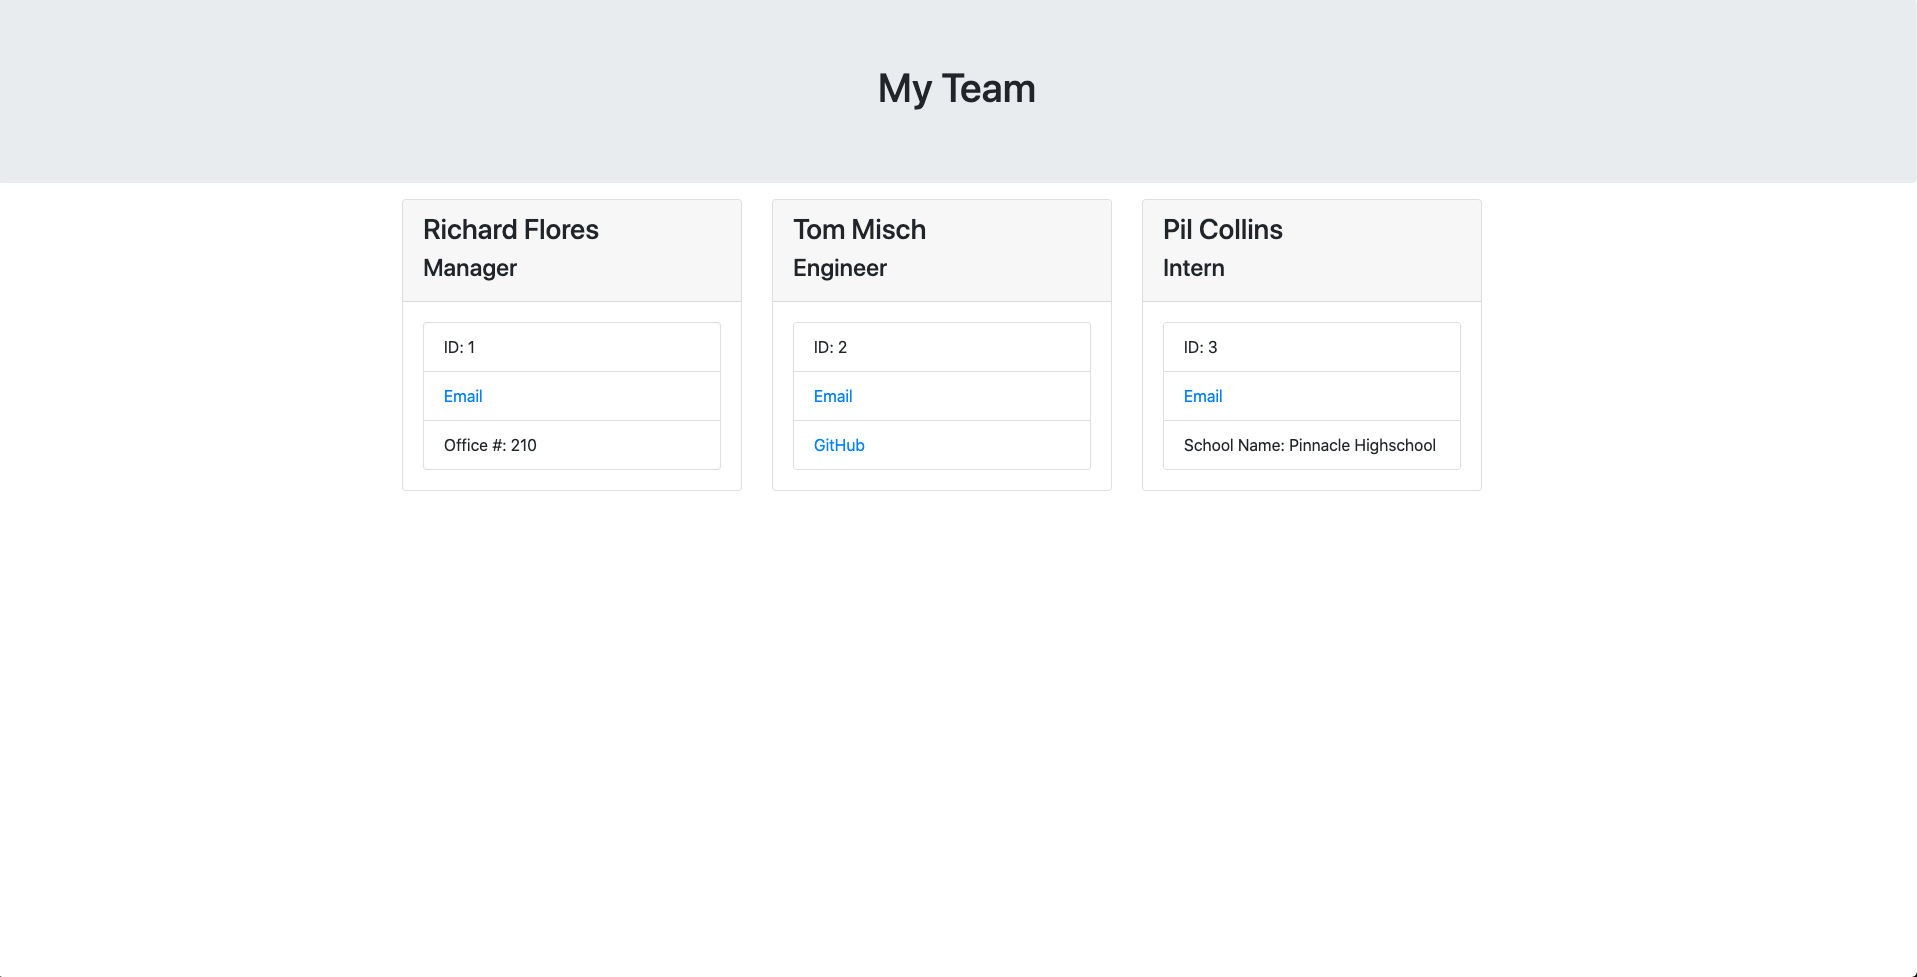 My Team
Richard Flores
Manager
ID: 1
Email
Office #: 210
Tom Misch
Engineer
ID: 2
Email
GitHub
Pil Collins
Intern
ID: 3
Email
School Name: Pinnacle Highschool